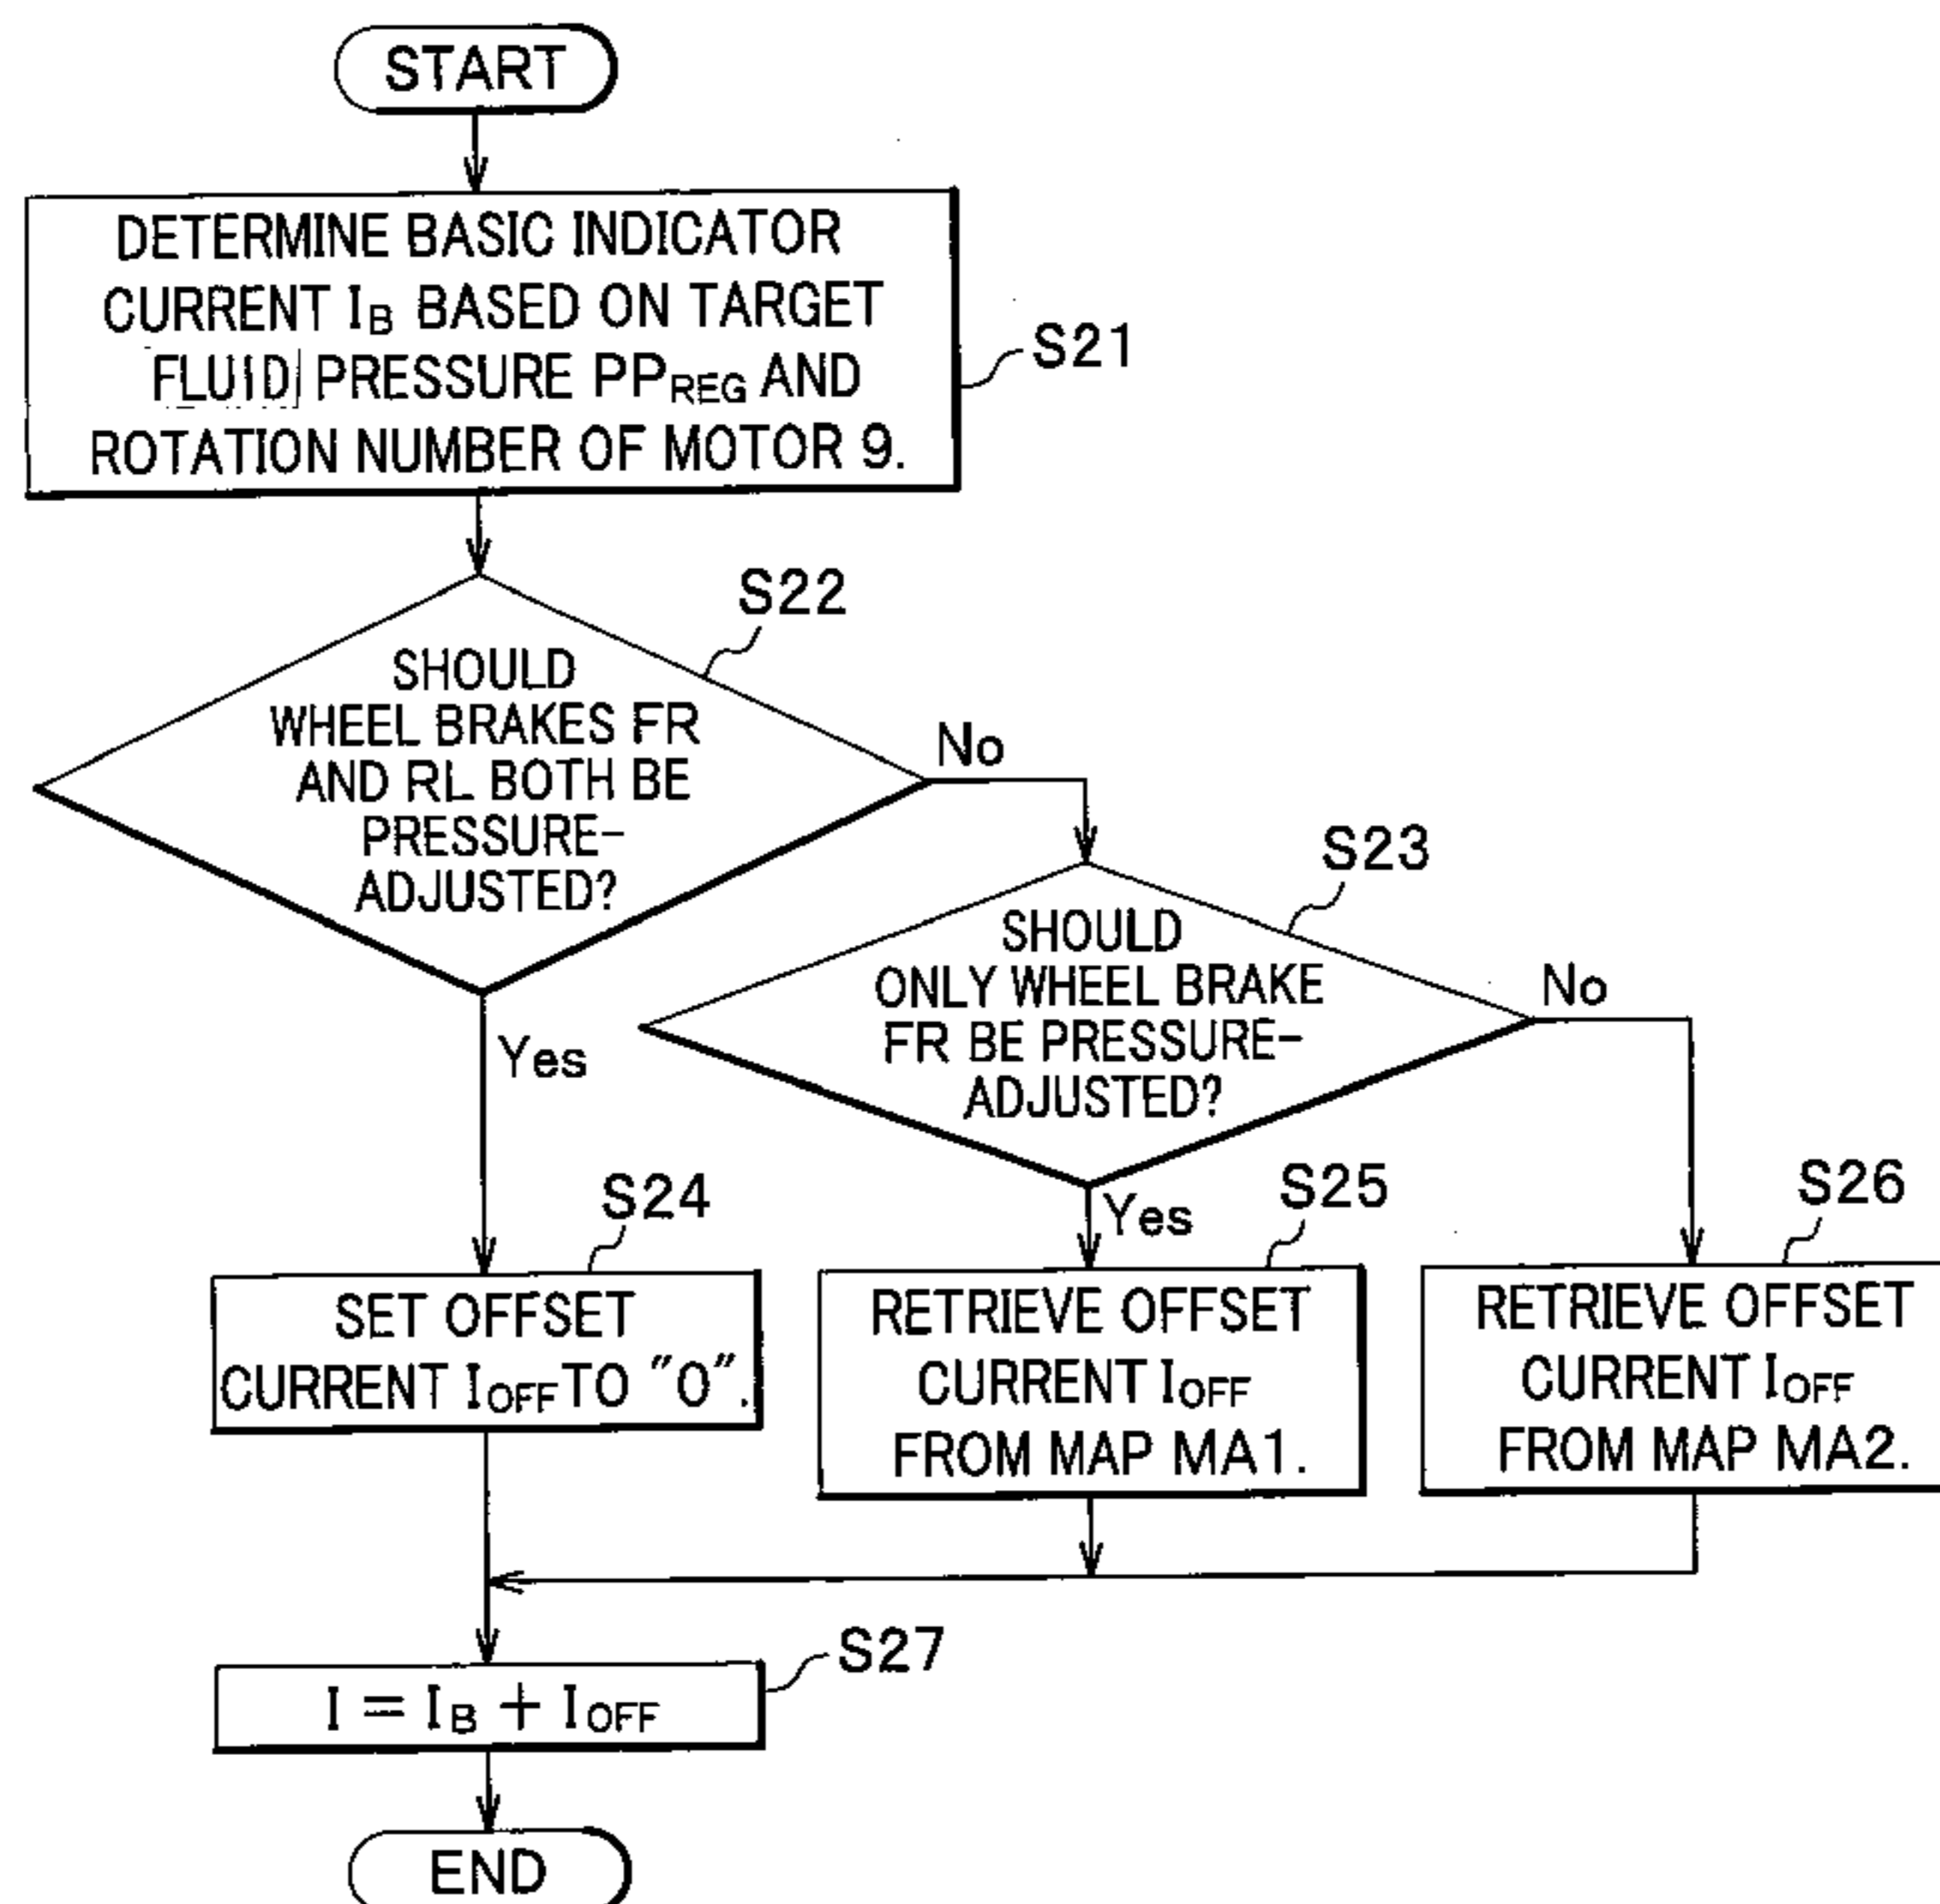 START
DETERMINE BASIC INDICATOR
CURRENT IB BASED ON TARGET
FLUID PRESSURE PPREG AND
ROTATION NUMBER OF MOTOR 9.
S21
S22
SHOULD
WHEEL BRAKES FR
AND RL BOTH BE
PRESSURE-
ADJUSTED?
No
Yes
S23
SHOULD
ONLY WHEEL BRAKE
FR BE PRESSURE-
ADJUSTED?
No
Yes
S24
SET OFFSET
CURRENT IOFF TO "0".
S25
RETRIEVE OFFSET
CURRENT IOFF
FROM MAP MA1.
S26
RETRIEVE OFFSET
CURRENT IOFF
FROM MAP MA2.
S27
I = IB + IOFF
END